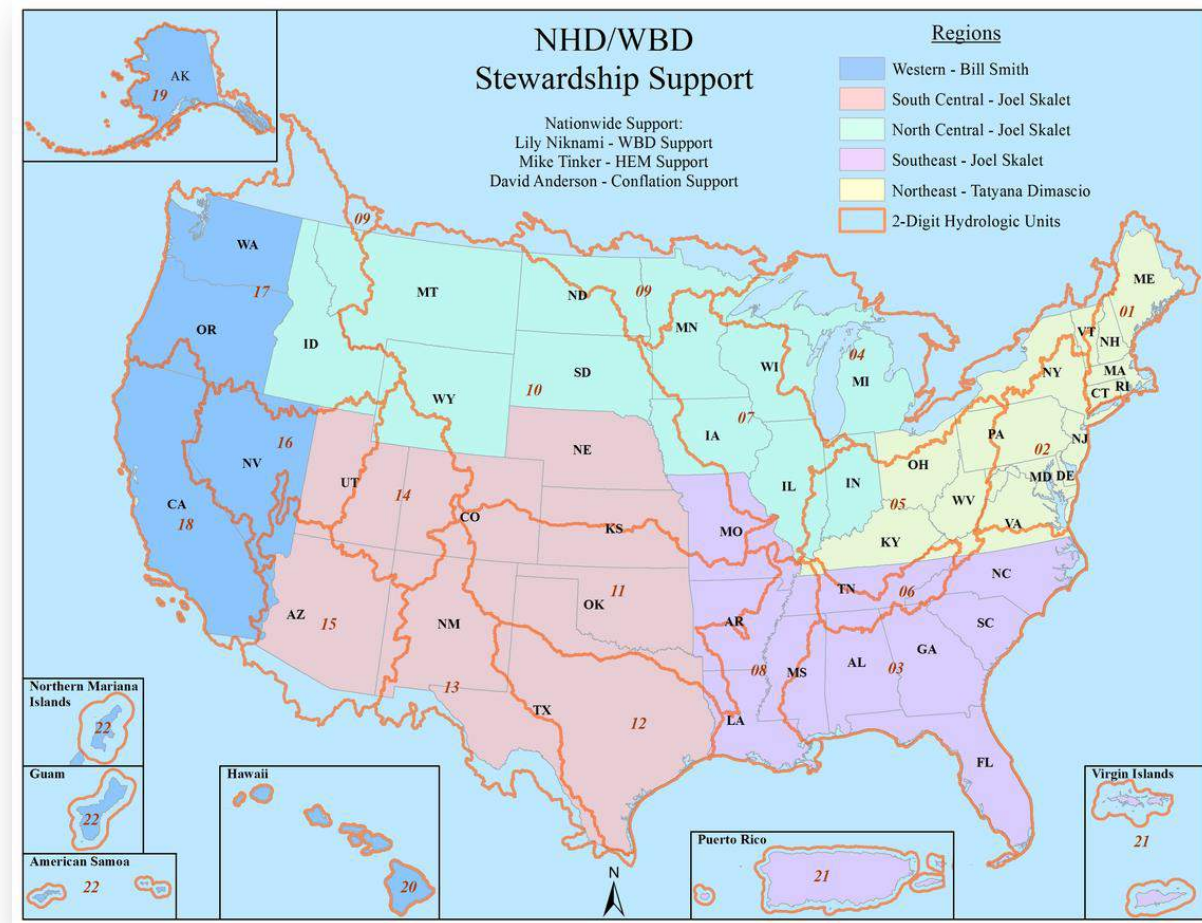 NHD/WBD
Stewardship Support
Nationwide Support:
Lily Niknami - WBD Support
Mike Tinker - HEM Support
David Anderson - Conflation Support
Regions
Western - Bill Smith
South Central - Joel Skalet
North Central - Joel Skalet
Southeast - Joel Skalet
Northeast - Tatyana Dimascio
2-Digit Hydrologic Units
AK
19
09
WA
17
OR
ID
MT
ND
09
MN
SD
10
WY
WI
04
MI
07
IA
IL
IN
ME
01
VT
NH
NY
MA
CT
RI
PA
02
NJ
OH
MD
DE
05
WV
VA
KY
16
NV
CA
18
UT
14
CO
NE
KS
MO
AZ
15
NM
13
OK
11
TX
12
AR
LA
08
MS
TN
06
AL
03
GA
NC
SC
FL
Northern Mariana
Islands
22
Guam
22
American Samoa
22
Hawaii
20
N
Puerto Rico
21
Virgin Islands
21